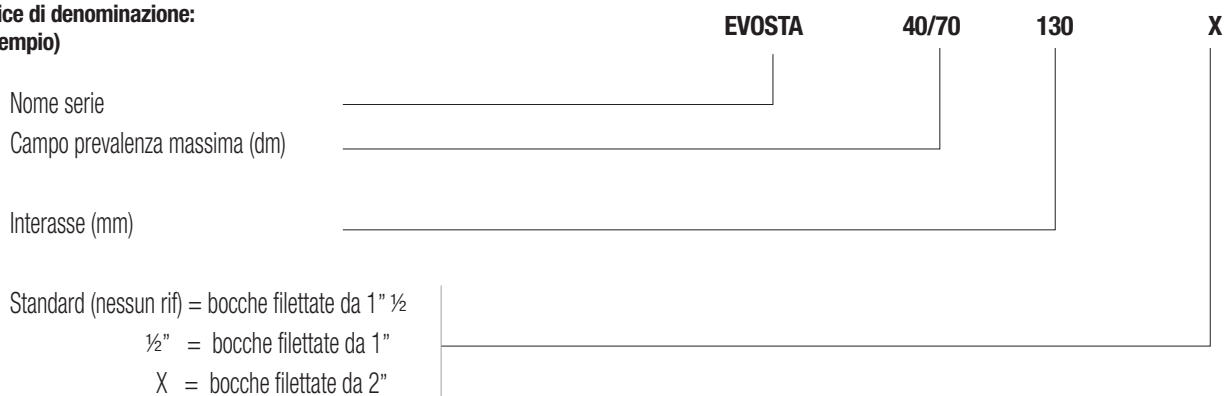 ice di denominazione:
empio)
EVOSTA 40/70 130 X
Nome serie
Campo prevalenza massima (dm)
Interasse (mm)
Standard (nessun rif) = bocche filettate da 1” ½
½” = bocche filettate da 1”
X = bocche filettate da 2”